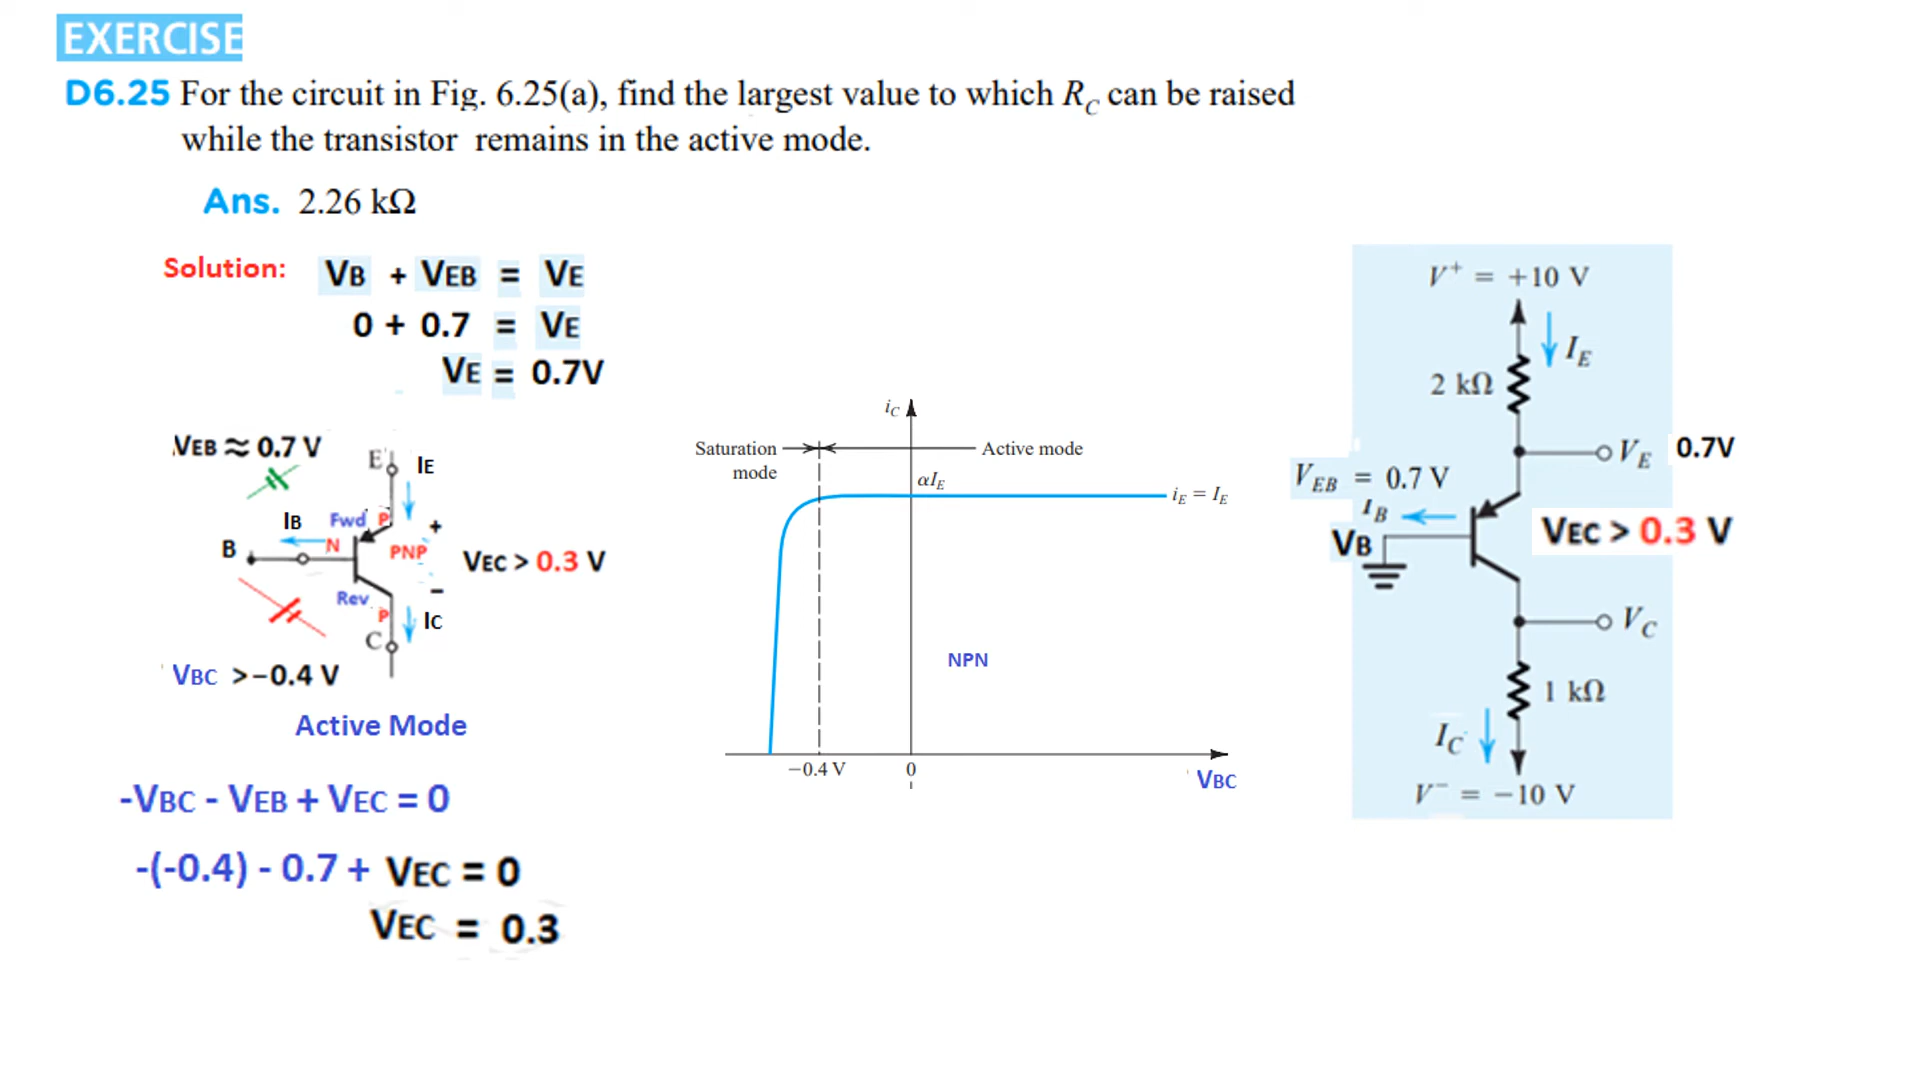 EXERCISE
D6.25 For the circuit in Fig. 6.25(a), find the largest value to which R_C can be raised
while the transistor remains in the active mode.
Ans. 2.26 kΩ
Solution: VB + VEB = VE
0 + 0.7 = VE
VE = 0.7V
VEB ≈ 0.7 V
E
IE
IB
Fwd
P
+
B
N
PNP
VEC > 0.3 V
Rev
P
−
IC
C
VBC >−0.4 V
Active Mode
-VBC - VEB + VEC = 0
-(-0.4) - 0.7 + VEC = 0
VEC = 0.3
i_C
Saturation
mode
Active mode
αI_E
i_E = I_E
NPN
−0.4 V
0
VBC
V⁺ = +10 V
I_E
2 kΩ
V_E 0.7V
V_EB = 0.7 V
I_B
VB
VEC > 0.3 V
V_C
1 kΩ
I_C
V⁻ = −10 V